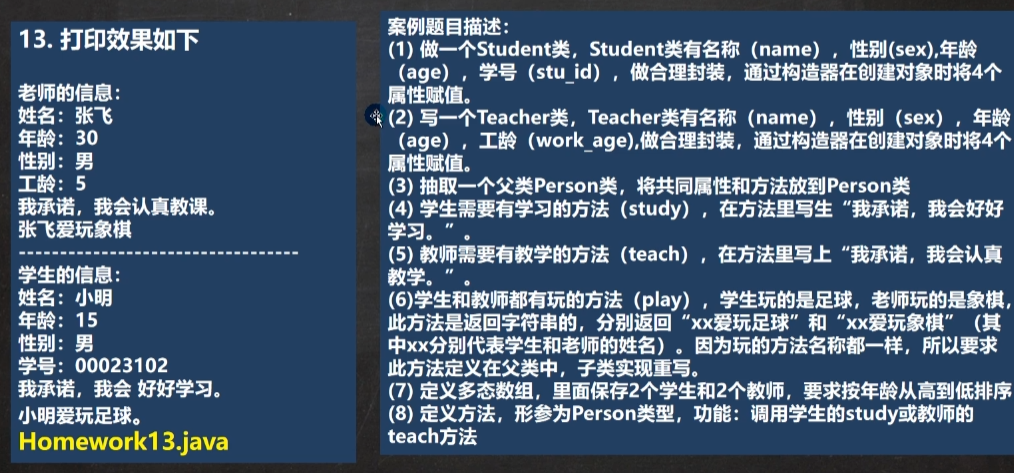 13. 打印效果如下
老师的信息：
姓名：张飞
年龄：30
性别：男
工龄：5
我承诺，我会认真教课。
张飞爱玩象棋
---------------------------------
学生的信息：
姓名：小明
年龄：15
性别：男
学号：00023102
我承诺，我会 好好学习。
小明爱玩足球。
Homework13.java
案例题目描述：
(1) 做一个Student类，Student类有名称（name），性别(sex),年龄
（age），学号（stu_id），做合理封装，通过构造器在创建对象时将4个
属性赋值。
(2) 写一个Teacher类，Teacher类有名称（name），性别（sex），年龄
（age），工龄（work_age),做合理封装，通过构造器在创建对象时将4个
属性赋值。
(3) 抽取一个父类Person类，将共同属性和方法放到Person类
(4) 学生需要有学习的方法（study），在方法里写生“我承诺，我会好好
学习。”。
(5) 教师需要有教学的方法（teach），在方法里写上“我承诺，我会认真
教学。”。
(6)学生和教师都有玩的方法（play），学生玩的是足球，老师玩的是象棋，
此方法是返回字符串的，分别返回“xx爱玩足球”和“xx爱玩象棋”（其
中xx分别代表学生和老师的姓名）。因为玩的方法名称都一样，所以要求
此方法定义在父类中，子类实现重写。
(7) 定义多态数组，里面保存2个学生和2个教师，要求按年龄从高到低排序
(8) 定义方法，形参为Person类型，功能：调用学生的study或教师的
teach方法